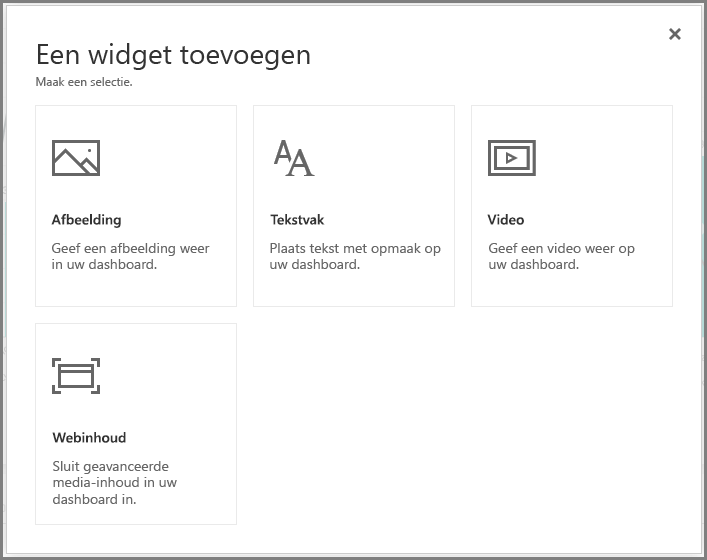 Een widget toevoegen
Maak een selectie.
Afbeelding
Geef een afbeelding weer
in uw dashboard.
Tekstvak
Plaats tekst met opmaak op
uw dashboard.
Video
Geef een video weer op
uw dashboard.
Webinhoud
Sluit geavanceerde
media-inhoud in uw
dashboard in.